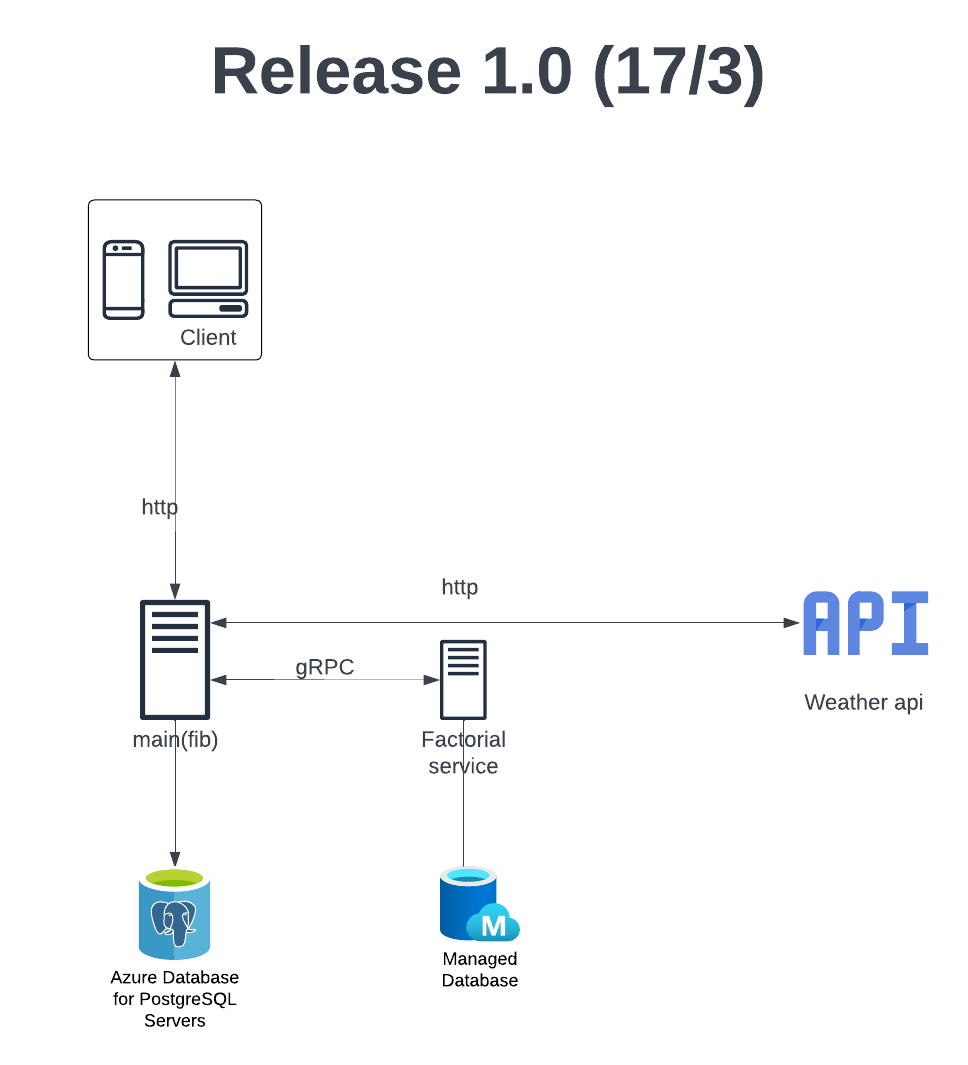 Release 1.0 (17/3)
Client
http
http
API
gRPC
Weather api
main(fib)
Factorial
service
M
Managed
Database
Azure Database
for PostgreSQL
Servers